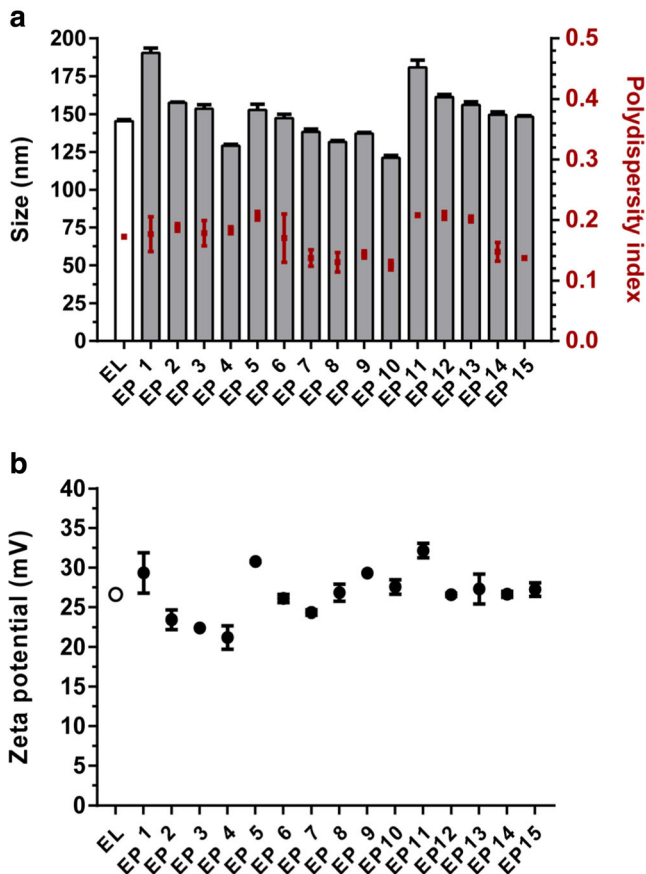 a
200
175
150
125
100
75
50
25
0
Size (nm)
0.5
0.4
0.3
0.2
0.1
0.0
Polydispersity index
EL
EP 1
EP 2
EP 3
EP 4
EP 5
EP 6
EP 7
EP 8
EP 9
EP 10
EP 11
EP 12
EP 13
EP 14
EP 15
b
40
35
30
25
20
15
10
5
0
Zeta potential (mV)
EL
EP 1
EP 2
EP 3
EP 4
EP 5
EP 6
EP 7
EP 8
EP 9
EP10
EP11
EP12
EP13
EP14
EP15